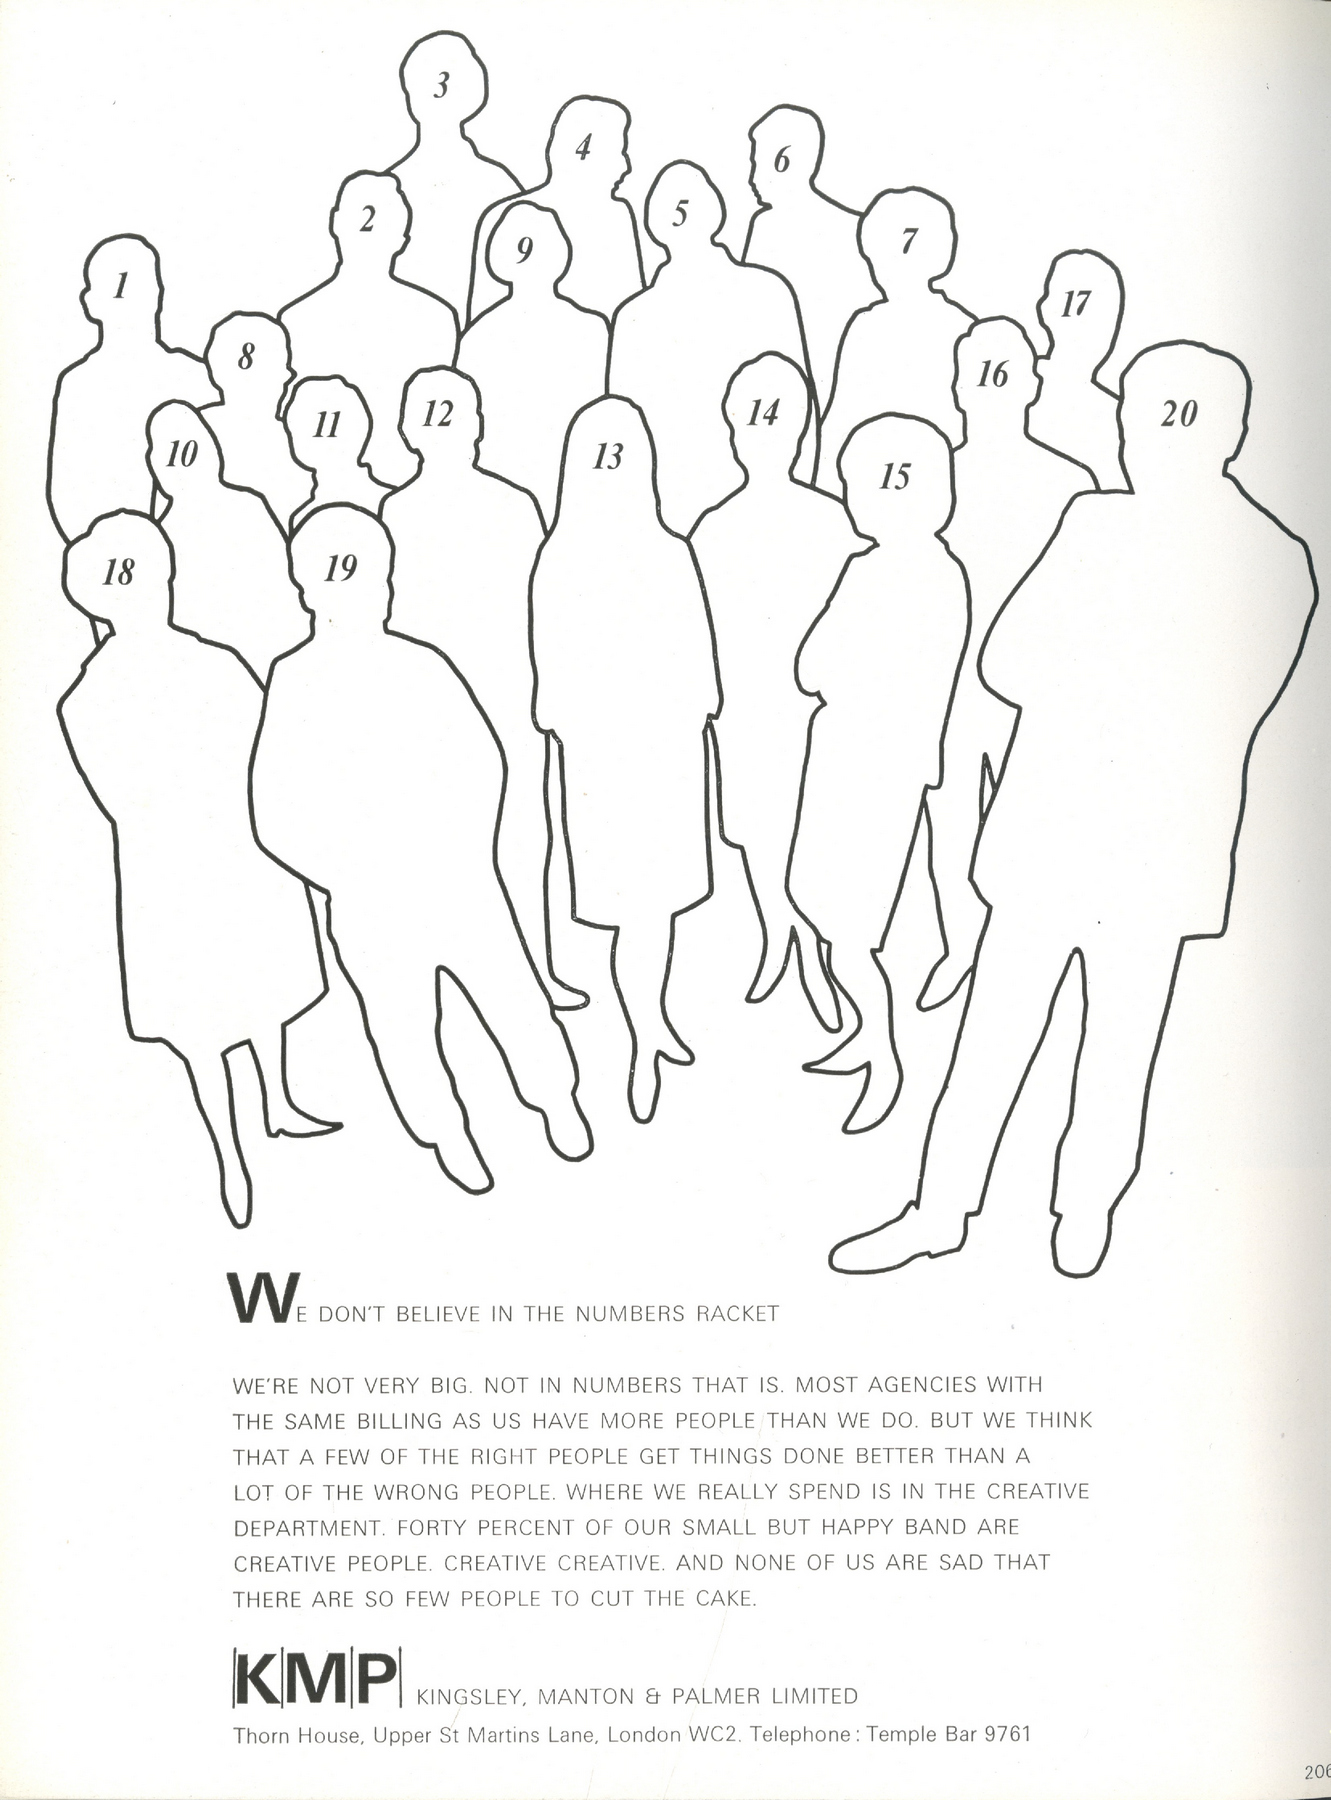 3
4
6
2
5
9
7
1
17
8
16
12
14
20
11
10
13
15
18
19
WE DON'T BELIEVE IN THE NUMBERS RACKET
WE'RE NOT VERY BIG. NOT IN NUMBERS THAT IS. MOST AGENCIES WITH
THE SAME BILLING AS US HAVE MORE PEOPLE THAN WE DO. BUT WE THINK
THAT A FEW OF THE RIGHT PEOPLE GET THINGS DONE BETTER THAN A
LOT OF THE WRONG PEOPLE. WHERE WE REALLY SPEND IS IN THE CREATIVE
DEPARTMENT. FORTY PERCENT OF OUR SMALL BUT HAPPY BAND ARE
CREATIVE PEOPLE. CREATIVE CREATIVE. AND NONE OF US ARE SAD THAT
THERE ARE SO FEW PEOPLE TO CUT THE CAKE.
|K|M|P| KINGSLEY, MANTON & PALMER LIMITED
Thorn House, Upper St Martins Lane, London WC2. Telephone: Temple Bar 9761
206